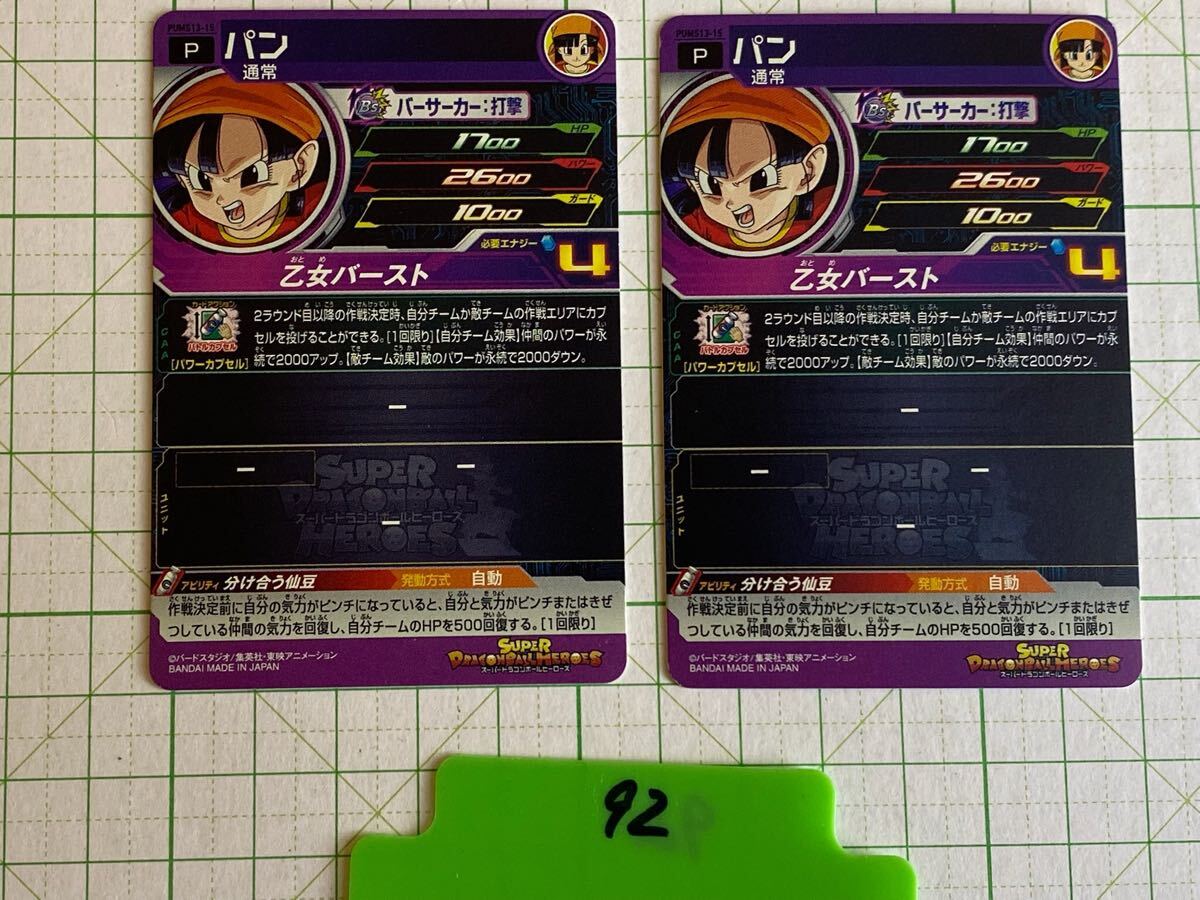 PUMS13-15
P パン
通常
Bs バーサーカー:打撃
HP
1700
パワー
2600
ガード
1000
必要エナジー 4
おとめ
乙女バースト
カードアクション
バトルカプセル
[パワーカプセル]
CAA
2ラウンド目以降の作戦決定時、自分チームか敵チームの作戦エリアにカプ
セルを投げることができる。[1回限り]【自分チーム効果】仲間のパワーが永
続で2000アップ。【敵チーム効果】敵のパワーが永続で2000ダウン。
ー
ー ー
ユニット
ー
SUPER
DRAGONBALL
スーパードラゴンボールヒーローズ
HEROES
アビリティ 分け合う仙豆 発動方式 自動
作戦決定前に自分の気力がピンチになっていると、自分と気力がピンチまたはきぜ
つしている仲間の気力を回復し、自分チームのHPを500回復する。[1回限り]
©バードスタジオ/集英社・東映アニメーション
BANDAI MADE IN JAPAN
SUPER
DRAGONBALL HEROES
スーパードラゴンボールヒーローズ
PUMS13-15
P パン
通常
Bs バーサーカー:打撃
HP
1700
パワー
2600
ガード
1000
必要エナジー 4
おとめ
乙女バースト
カードアクション
バトルカプセル
[パワーカプセル]
CAA
2ラウンド目以降の作戦決定時、自分チームか敵チームの作戦エリアにカプ
セルを投げることができる。[1回限り]【自分チーム効果】仲間のパワーが永
続で2000アップ。【敵チーム効果】敵のパワーが永続で2000ダウン。
ー
ー ー
ユニット
ー
SUPER
DRAGONBALL
スーパードラゴンボールヒーローズ
HEROES
アビリティ 分け合う仙豆 発動方式 自動
作戦決定前に自分の気力がピンチになっていると、自分と気力がピンチまたはきぜ
つしている仲間の気力を回復し、自分チームのHPを500回復する。[1回限り]
©バードスタジオ/集英社・東映アニメーション
BANDAI MADE IN JAPAN
SUPER
DRAGONBALL HEROES
スーパードラゴンボールヒーローズ
92